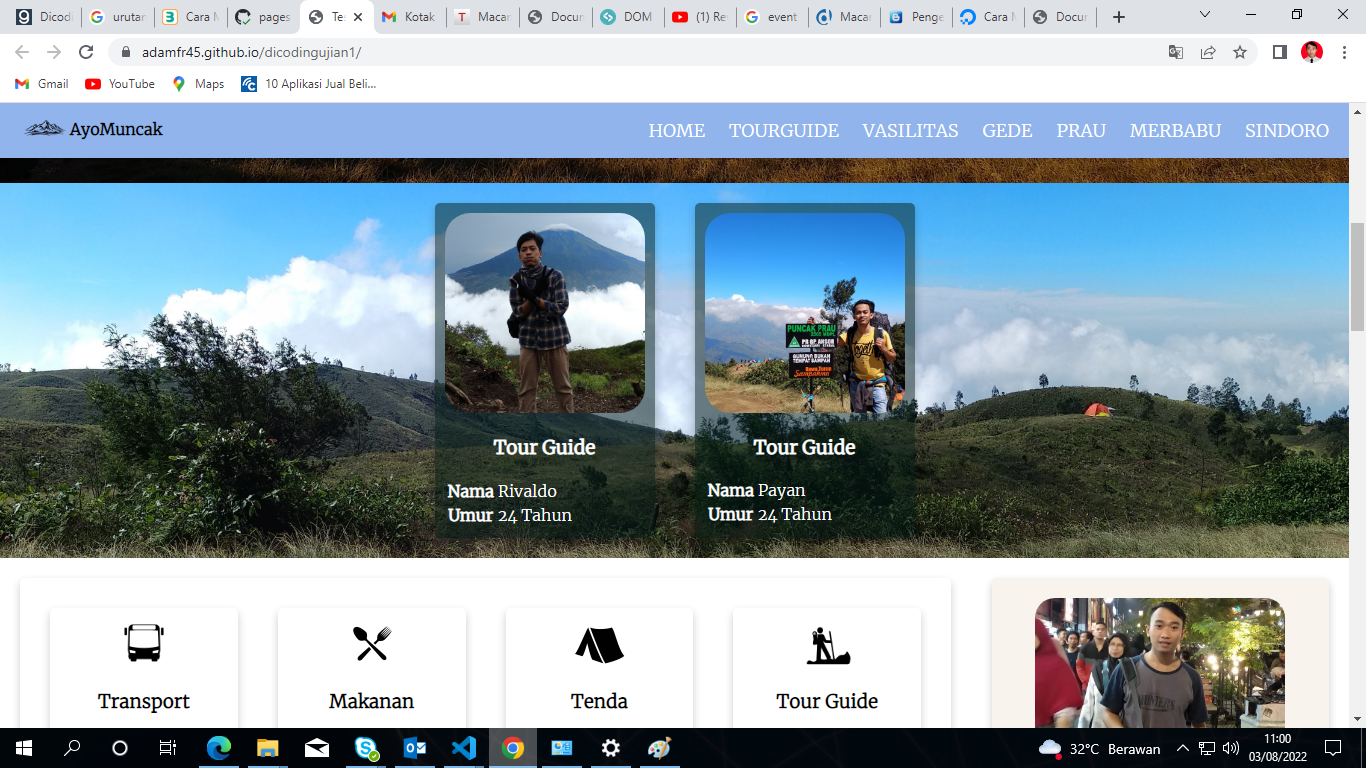 Dicodi
urutan
Cara M
pages
Te
Kotak
Macar
Docun
DOM
(1) Re
event
Macar
Penge
Cara M
Docur
adamfr45.github.io/dicodingujian1/
Gmail
YouTube
Maps
10 Aplikasi Jual Beli...
AyoMuncak
HOME
TOURGUIDE
VASILITAS
GEDE
PRAU
MERBABU
SINDORO
PUNCAK PRAU
Tour Guide
Nama Rivaldo
Umur 24 Tahun
Tour Guide
Nama Payan
Umur 24 Tahun
Transport
Makanan
Tenda
Tour Guide
32°C Berawan
11:00
03/08/2022